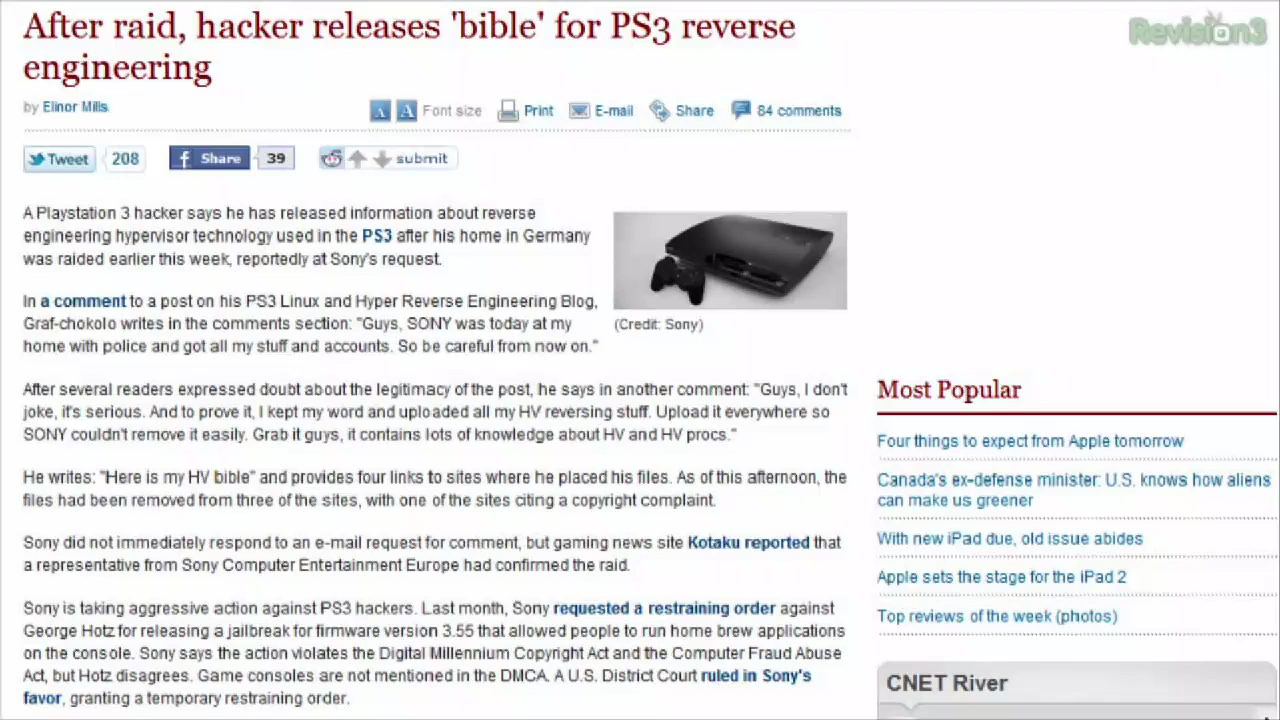 After raid, hacker releases 'bible' for PS3 reverse
engineering
Revision3
by Elinor Mills
A A Font size Print E-mail Share 84 comments
Tweet 208 f Share 39 submit
A Playstation 3 hacker says he has released information about reverse
engineering hypervisor technology used in the PS3 after his home in Germany
was raided earlier this week, reportedly at Sony's request.
In a comment to a post on his PS3 Linux and Hyper Reverse Engineering Blog,
Graf-chokolo writes in the comments section: "Guys, SONY was today at my
home with police and got all my stuff and accounts. So be careful from now on."
(Credit: Sony)
After several readers expressed doubt about the legitimacy of the post, he says in another comment: "Guys, I don't
joke, it's serious. And to prove it, I kept my word and uploaded all my HV reversing stuff. Upload it everywhere so
SONY couldn't remove it easily. Grab it guys, it contains lots of knowledge about HV and HV procs."
He writes: "Here is my HV bible" and provides four links to sites where he placed his files. As of this afternoon, the
files had been removed from three of the sites, with one of the sites citing a copyright complaint.
Sony did not immediately respond to an e-mail request for comment, but gaming news site Kotaku reported that
a representative from Sony Computer Entertainment Europe had confirmed the raid.
Sony is taking aggressive action against PS3 hackers. Last month, Sony requested a restraining order against
George Hotz for releasing a jailbreak for firmware version 3.55 that allowed people to run home brew applications
on the console. Sony says the action violates the Digital Millennium Copyright Act and the Computer Fraud Abuse
Act, but Hotz disagrees. Game consoles are not mentioned in the DMCA. A U.S. District Court ruled in Sony's
favor, granting a temporary restraining order.
Most Popular
Four things to expect from Apple tomorrow
Canada's ex-defense minister: U.S. knows how aliens
can make us greener
With new iPad due, old issue abides
Apple sets the stage for the iPad 2
Top reviews of the week (photos)
CNET River